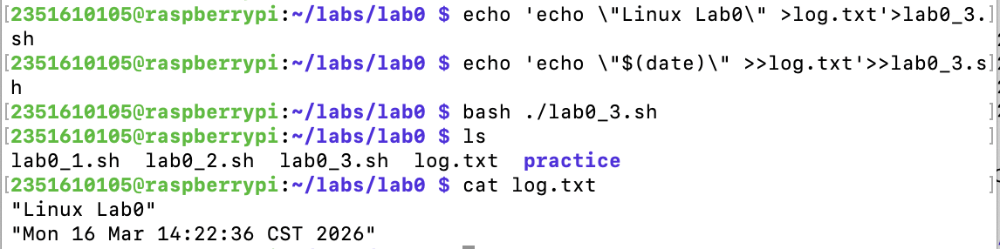 [2351610105@raspberrypi:~/labs/lab0 $ echo 'echo \"Linux Lab0\" >log.txt'>lab0_3.]
sh
[2351610105@raspberrypi:~/labs/lab0 $ echo 'echo \"$(date)\" >>log.txt'>>lab0_3.s]
h
[2351610105@raspberrypi:~/labs/lab0 $ bash ./lab0_3.sh ]
[2351610105@raspberrypi:~/labs/lab0 $ ls ]
lab0_1.sh  lab0_2.sh  lab0_3.sh  log.txt  practice
[2351610105@raspberrypi:~/labs/lab0 $ cat log.txt ]
"Linux Lab0"
"Mon 16 Mar 14:22:36 CST 2026"